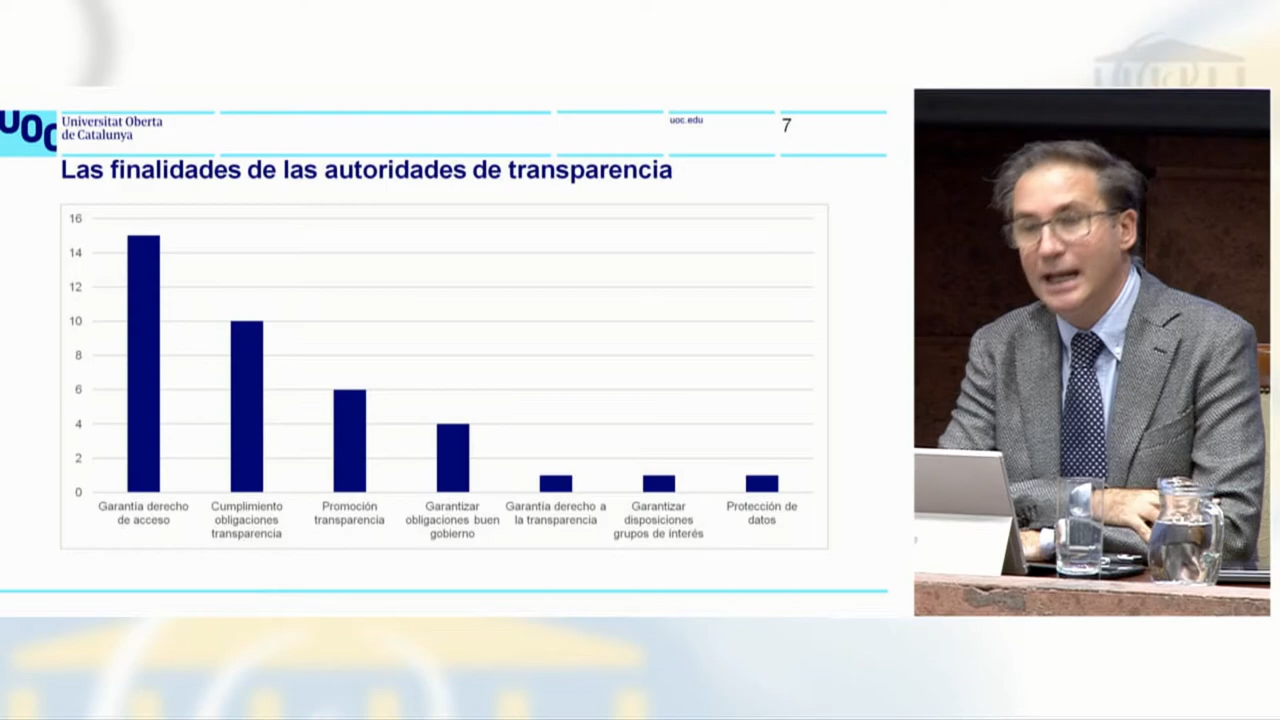 UOC
Universitat Oberta
de Catalunya
uoc.edu
7
Las finalidades de las autoridades de transparencia
16
14
12
10
8
6
4
2
0
Garantía derecho
de acceso
Cumplimiento
obligaciones
transparencia
Promoción
transparencia
Garantizar
obligaciones buen
gobierno
Garantía derecho a
la transparencia
Garantizar
disposiciones
grupos de interés
Protección de
datos